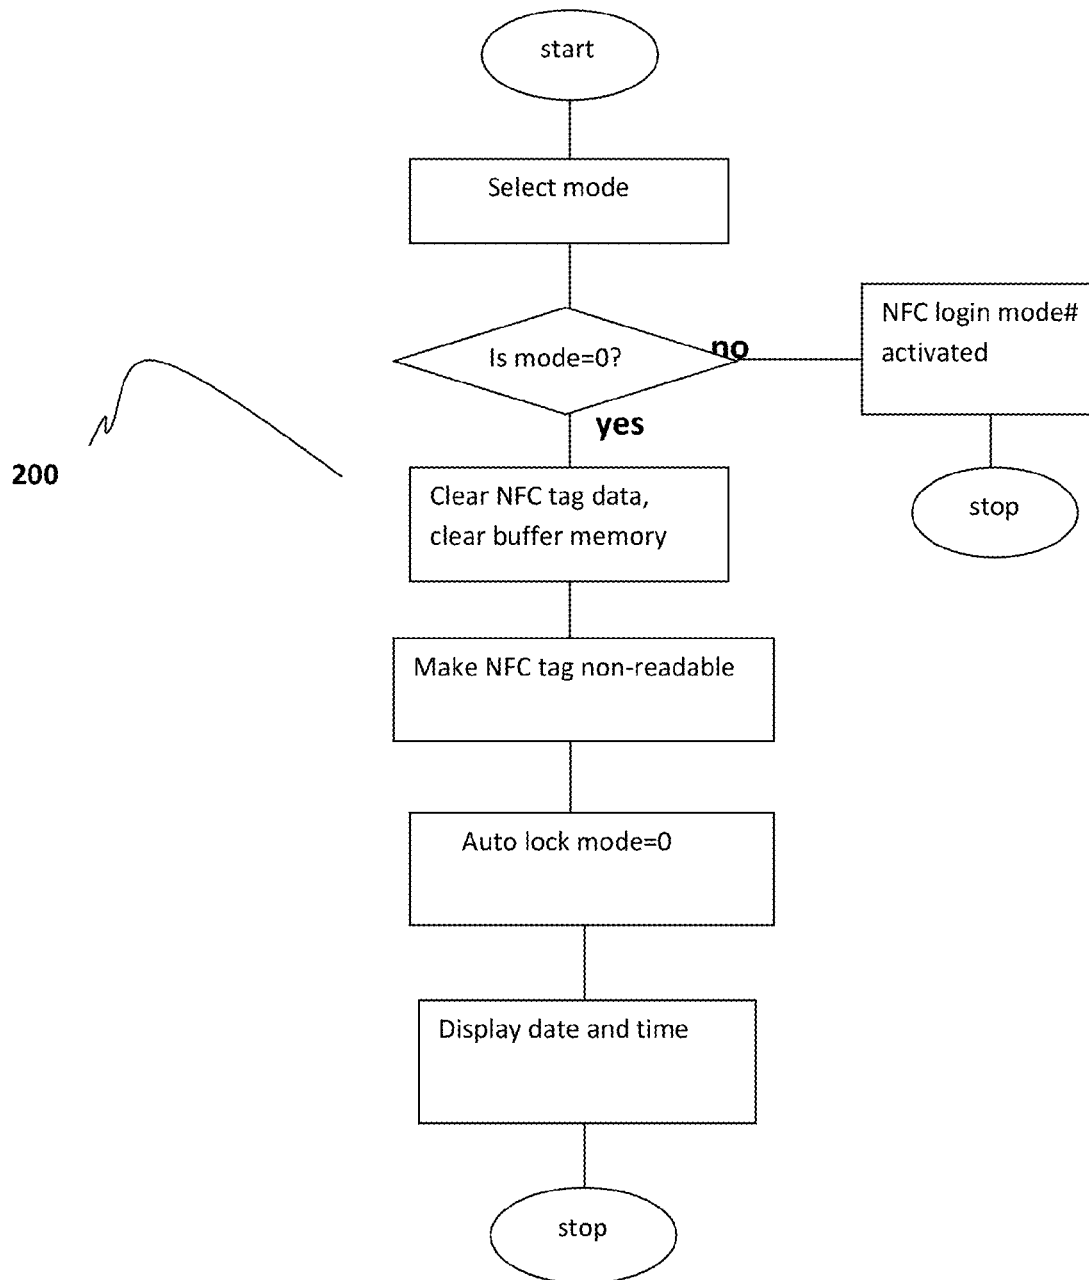 start
Select mode
NFC login mode#
activated
Is mode=0?
no
yes
200
Clear NFC tag data,
clear buffer memory
stop
Make NFC tag non-readable
Auto lock mode=0
Display date and time
stop